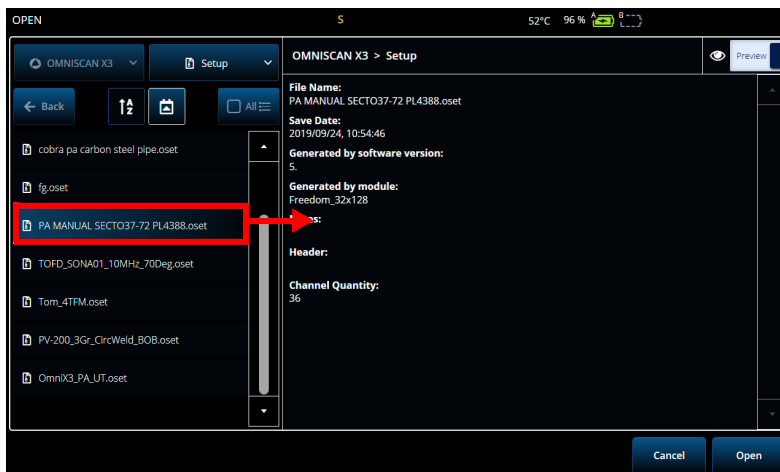 OPEN S 52°C 96 % A B
OMNISCAN X3 Setup
OMNISCAN X3 > Setup Preview
Back All
File Name:
PA MANUAL SECTO37-72 PL4388.oset
Save Date:
2019/09/24, 10:54:46
Generated by software version:
5.
Generated by module:
Freedom_32x128
es:
Header:
Channel Quantity:
36
cobra pa carbon steel pipe.oset
fg.oset
PA MANUAL SECTO37-72 PL4388.oset
TOFD_SONA01_10MHz_70Deg.oset
Tom_4TFM.oset
PV-200_3Gr_CircWeld_BOB.oset
OmniX3_PA_UT.oset
Cancel Open